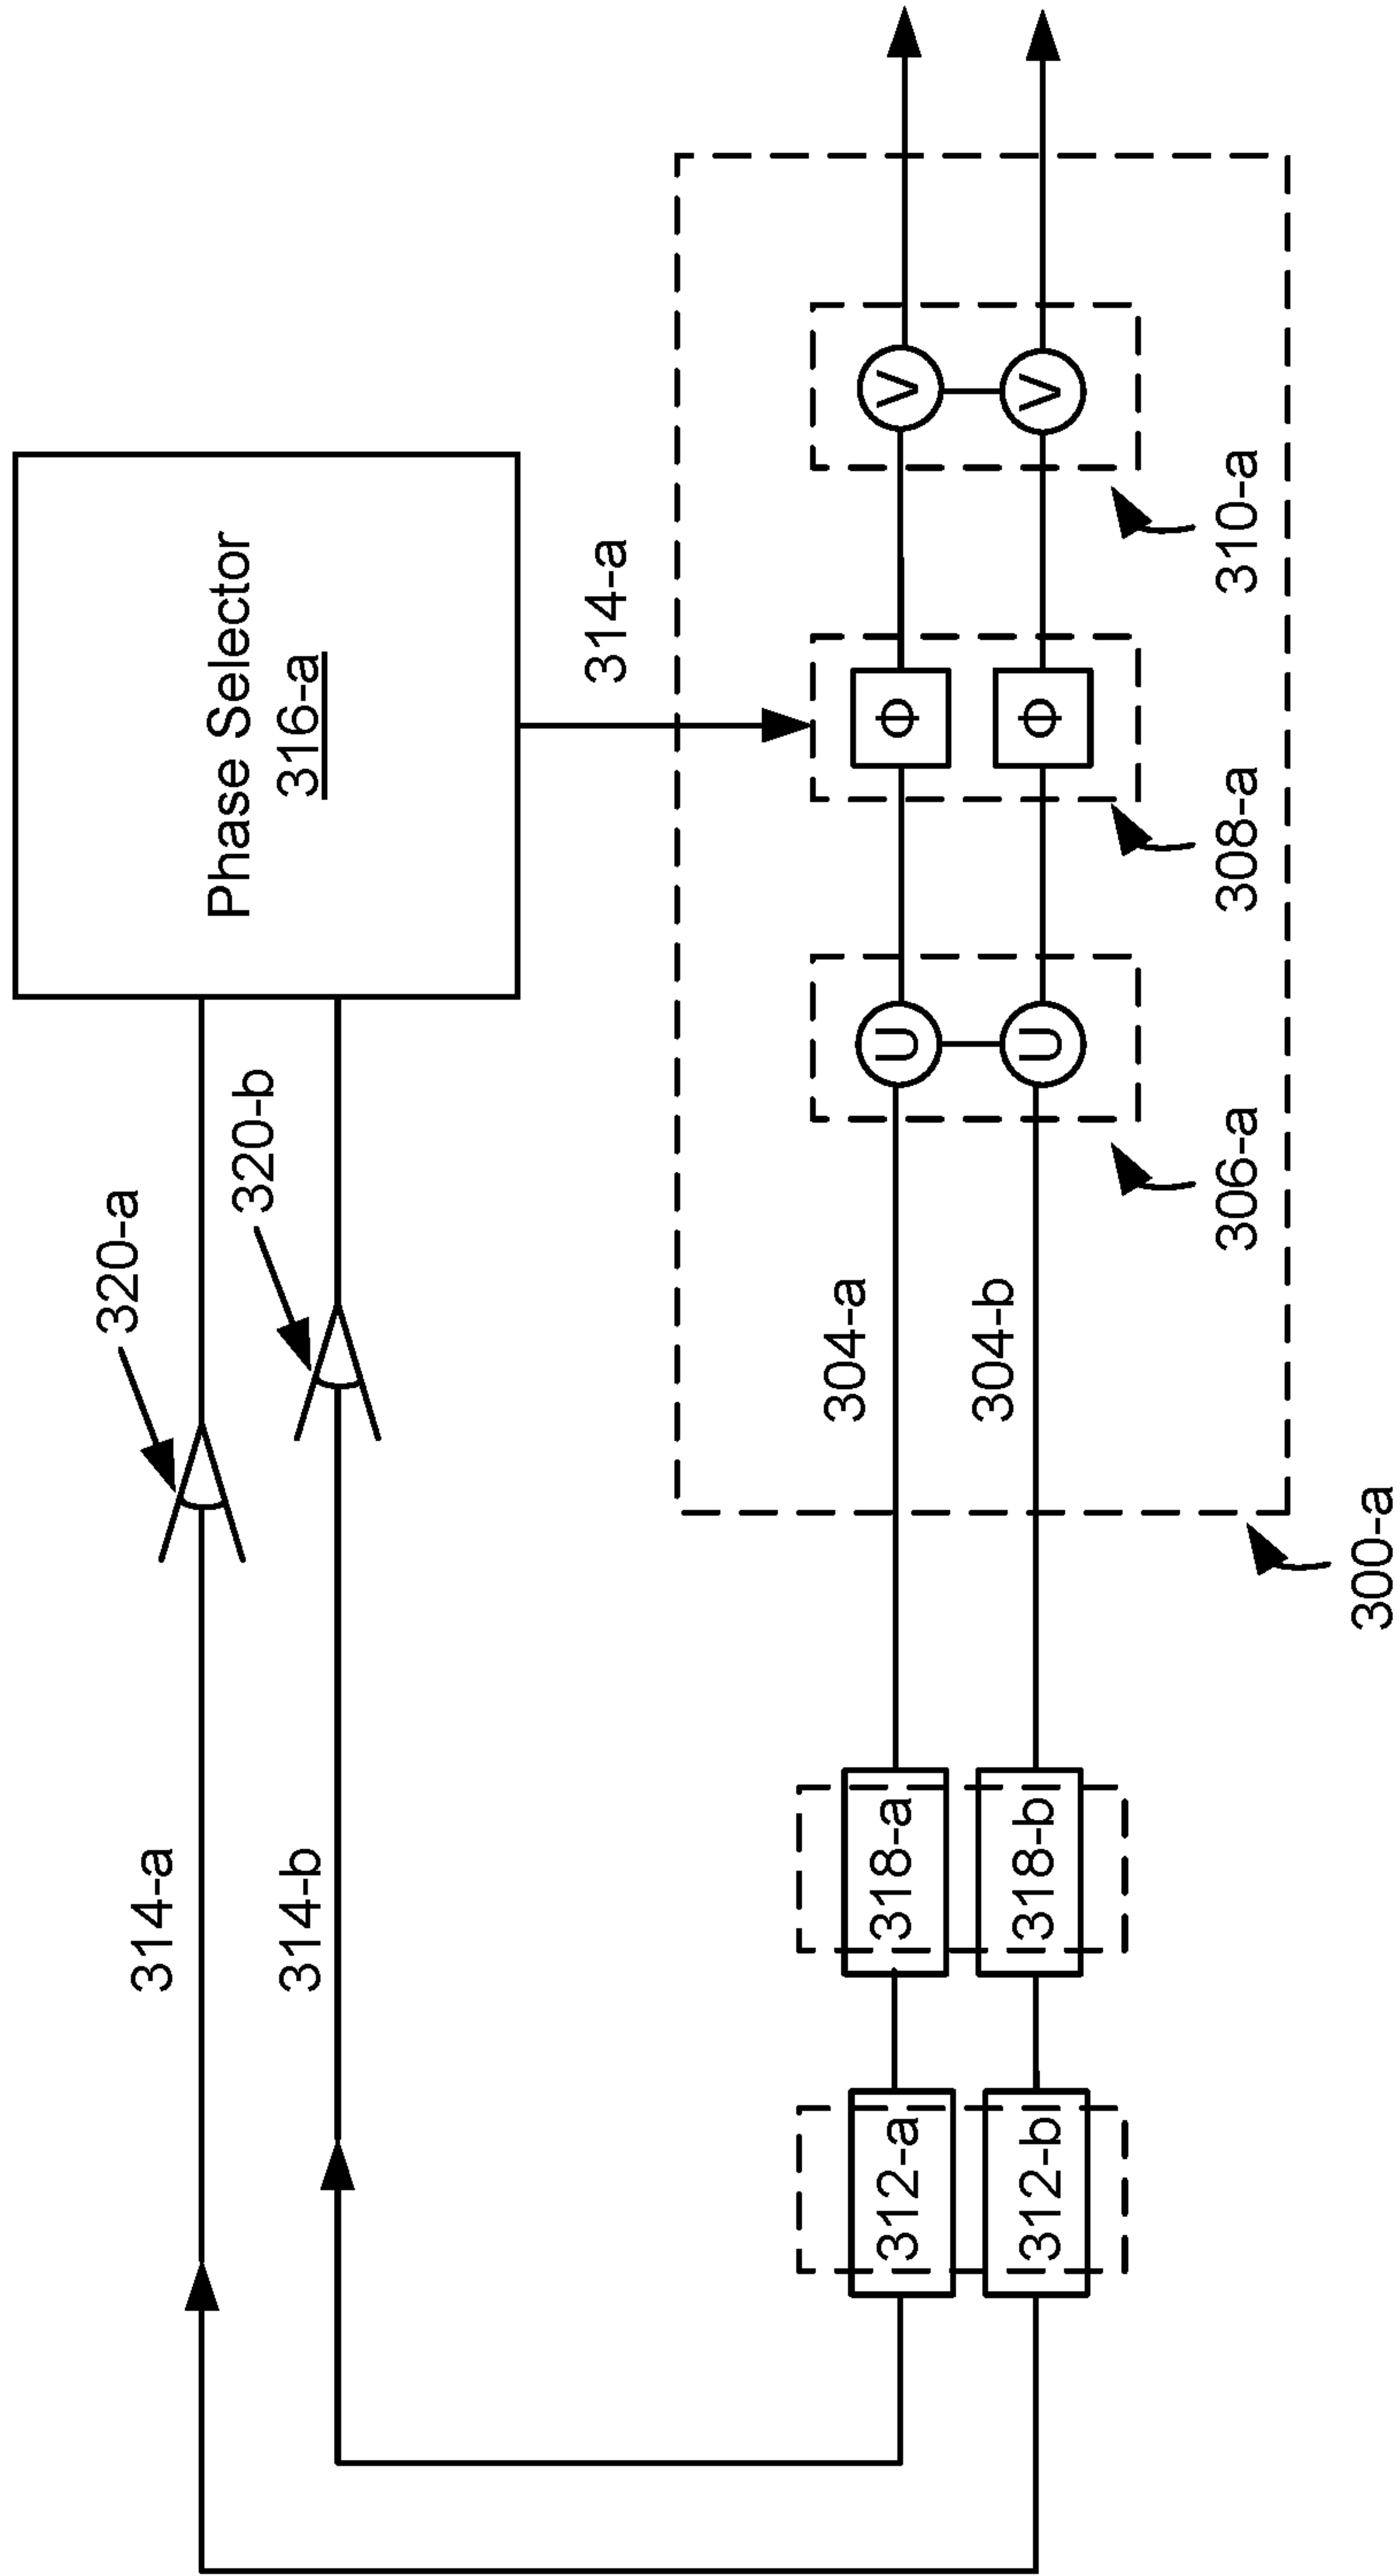 314-a
320-a
314-b
320-b
Phase Selector
316-a
314-a
312-a
318-a
304-a
U
Φ
V
312-b
318-b
304-b
U
Φ
V
306-a
308-a
310-a
300-a